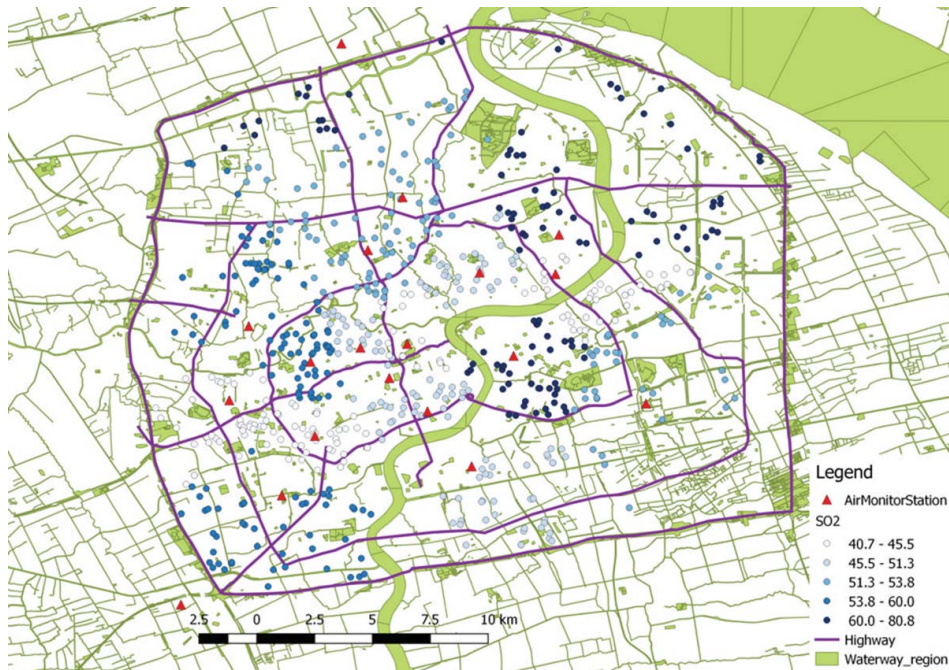 Legend
AirMonitorStation
SO2
40.7 - 45.5
45.5 - 51.3
51.3 - 53.8
53.8 - 60.0
60.0 - 80.8
Highway
Waterway_region
2.5 0 2.5 5 7.5 10 km